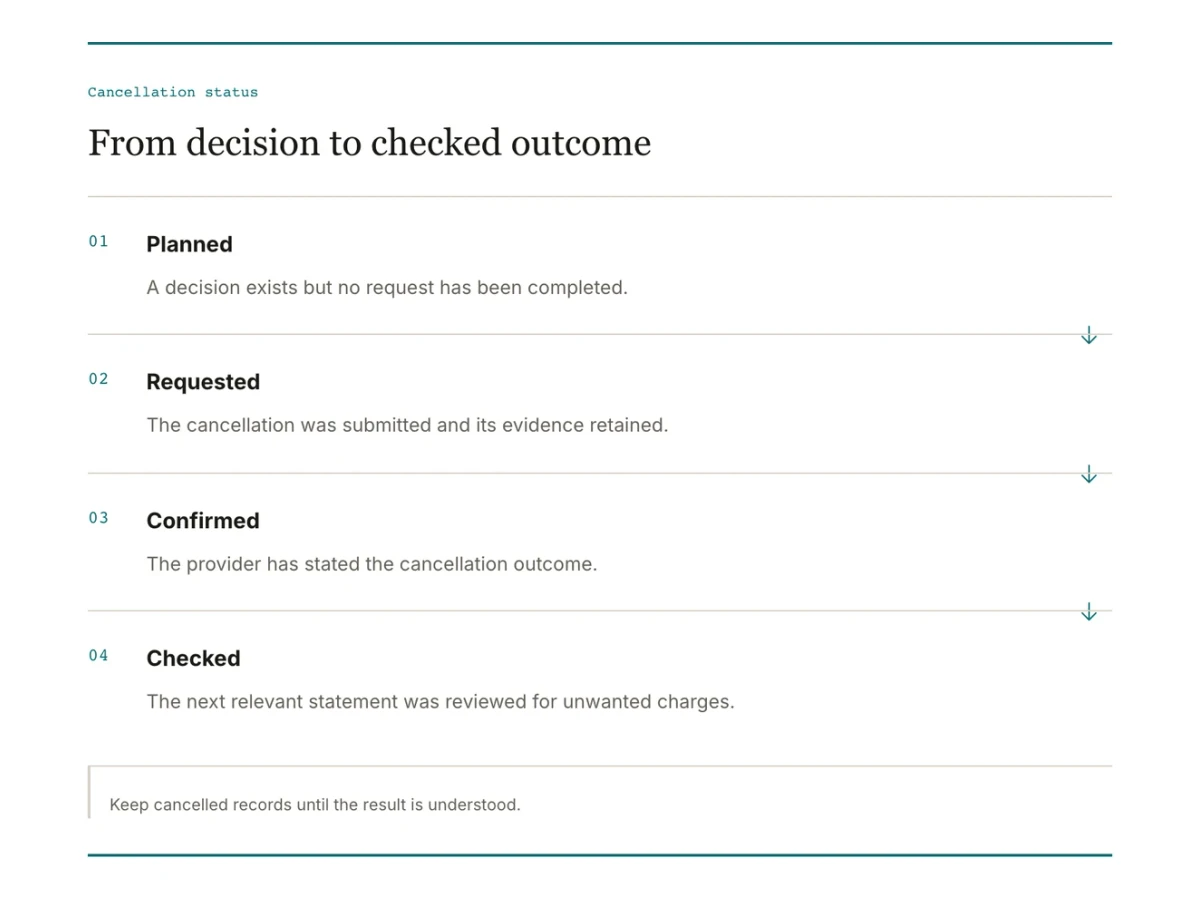 Cancellation status
From decision to checked outcome
01
Planned
A decision exists but no request has been completed.
02
Requested
The cancellation was submitted and its evidence retained.
03
Confirmed
The provider has stated the cancellation outcome.
04
Checked
The next relevant statement was reviewed for unwanted charges.
Keep cancelled records until the result is understood.